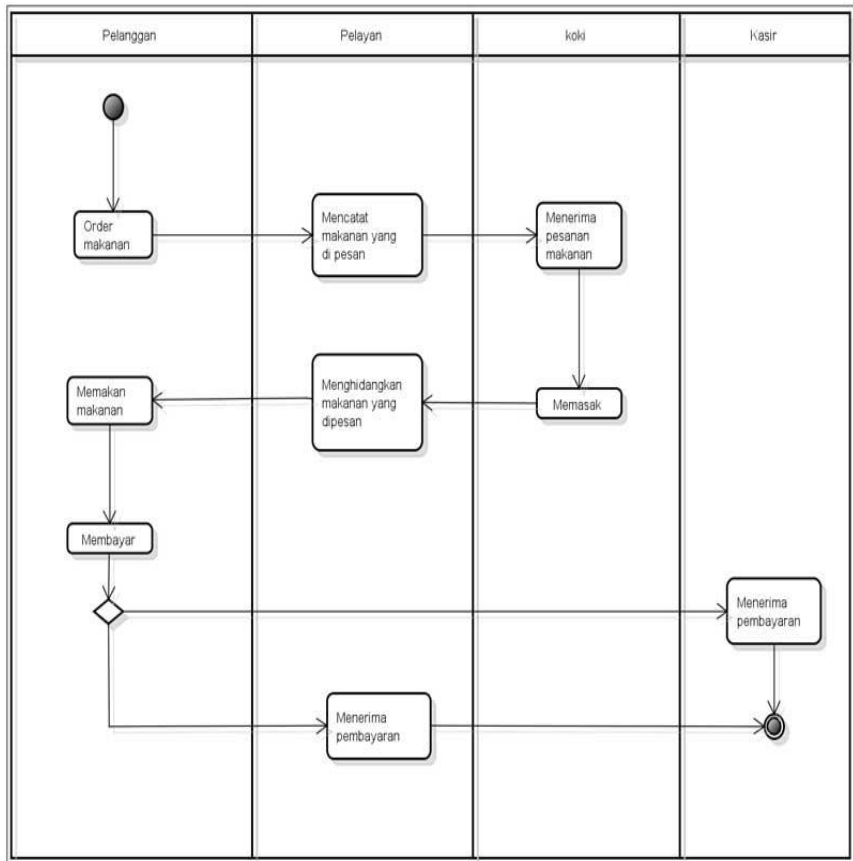 Pelanggan
Pelayan
koki
Kasir
Order
makanan
Mencatat
makanan yang
di pesan
Menerima
pesanan
makanan
Memakan
makanan
Menghidangkan
makanan yang
dipesan
Memasak
Membayar
Menerima
pembayaran
Menerima
pembayaran